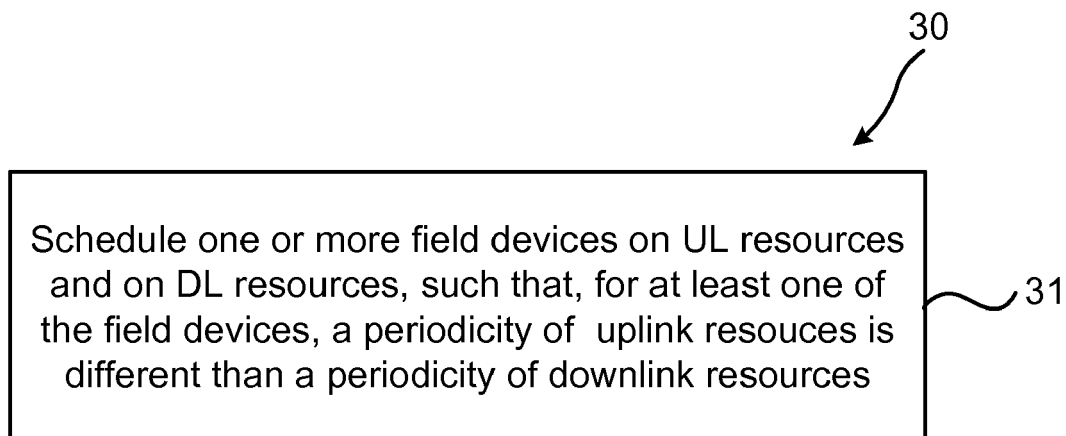 30
Schedule one or more field devices on UL resources
and on DL resources, such that, for at least one of
the field devices, a periodicity of uplink resouces is
different than a periodicity of downlink resources
31